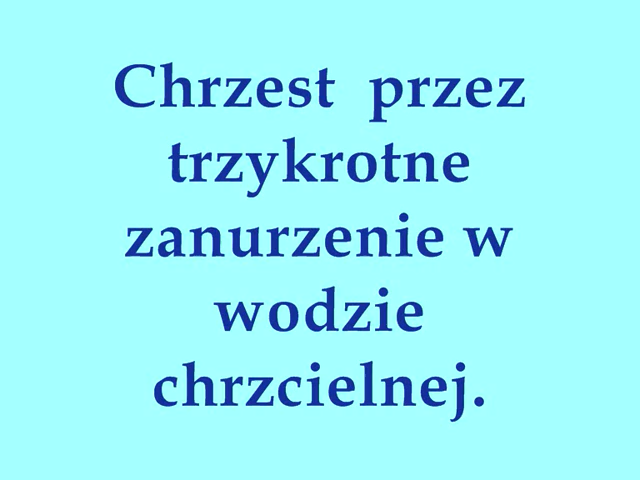 Chrzest przez
trzykrotne
zanurzenie w
wodzie
chrzcielnej.